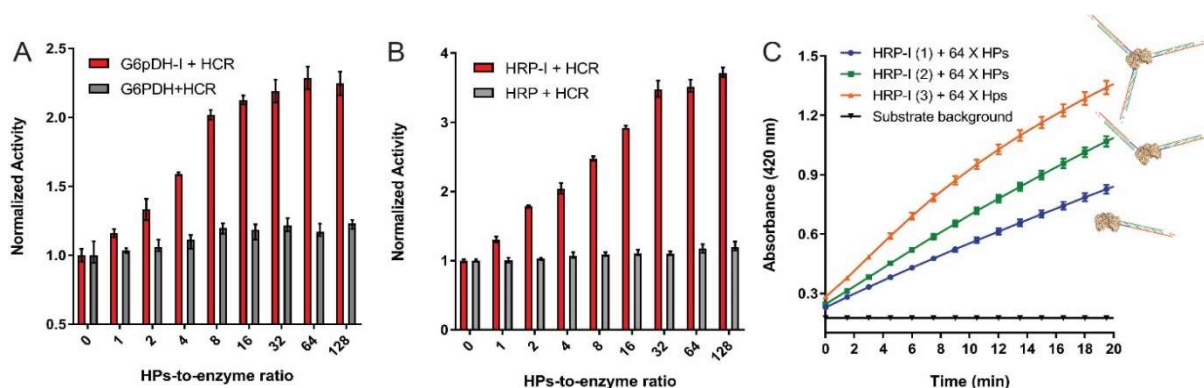 A
Normalized Activity
2.5
2.0
1.5
1.0
0.5
G6pDH-I + HCR
G6PDH+HCR
0 1 2 4 8 16 32 64 128
HPs-to-enzyme ratio
B
Normalized Activity
4
3
2
1
0
HRP-I + HCR
HRP + HCR
0 1 2 4 8 16 32 64 128
HPs-to-enzyme ratio
C
Absorbance (420 nm)
1.5
1.2
0.9
0.6
0.3
HRP-I (1) + 64 X HPs
HRP-I (2) + 64 X HPs
HRP-I (3) + 64 X Hps
Substrate background
0 2 4 6 8 10 12 14 16 18 20
Time (min)